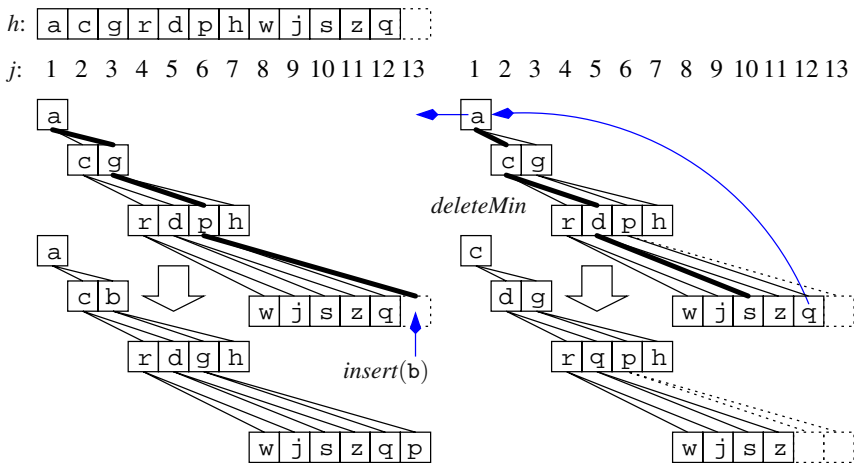 h: a c g r d p h w j s z q
j: 1 2 3 4 5 6 7 8 9 10 11 12 13 1 2 3 4 5 6 7 8 9 10 11 12 13
a a
c g c g
r d p h deleteMin r d p h
a c
c b d g
w j s z q w j s z q
r d g h insert(b) r q p h
w j s z q p w j s z